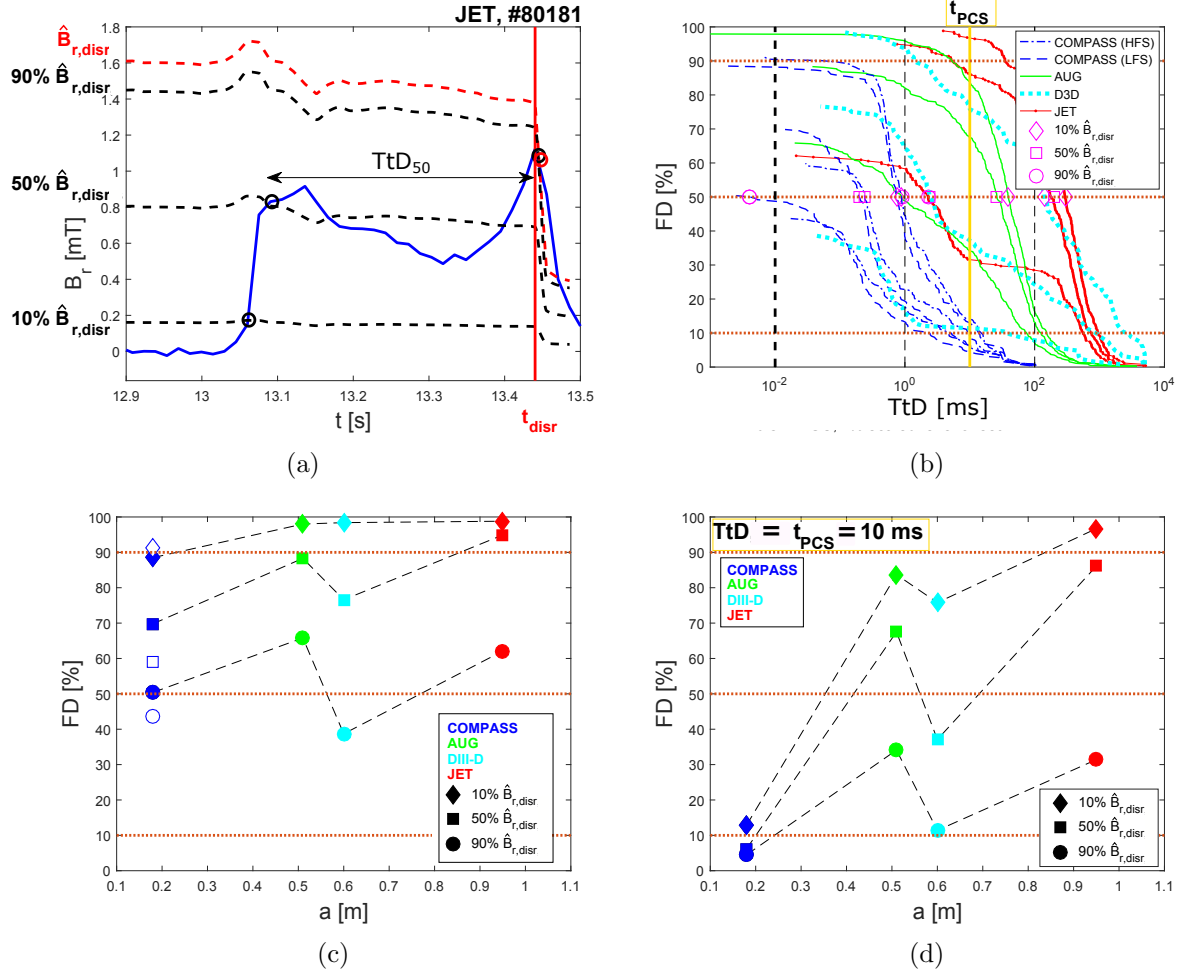 JET, #80181
B̂r,disr
90% B̂r,disr
50% B̂r,disr
10% B̂r,disr
Br [mT]
1.8
1.6
1.4
1.2
1
0.8
0.6
0.4
0.2
0
TtD50
12.9 13 13.1 13.2 13.3 13.4 13.5
t [s]
tdisr
(a)
tPCS
FD [%]
100
90
80
70
60
50
40
30
20
10
0
COMPASS (HFS)
COMPASS (LFS)
AUG
D3D
JET
10% B̂r,disr
50% B̂r,disr
90% B̂r,disr
10-2 100 102 104
TtD [ms]
(b)
FD [%]
100
90
80
70
60
50
40
30
20
10
0
COMPASS
AUG
DIII-D
JET
10% B̂r,disr
50% B̂r,disr
90% B̂r,disr
0.1 0.2 0.3 0.4 0.5 0.6 0.7 0.8 0.9 1 1.1
a [m]
(c)
TtD = tPCS = 10 ms
FD [%]
100
90
80
70
60
50
40
30
20
10
0
COMPASS
AUG
DIII-D
JET
10% B̂r,disr
50% B̂r,disr
90% B̂r,disr
0.1 0.2 0.3 0.4 0.5 0.6 0.7 0.8 0.9 1 1.1
a [m]
(d)